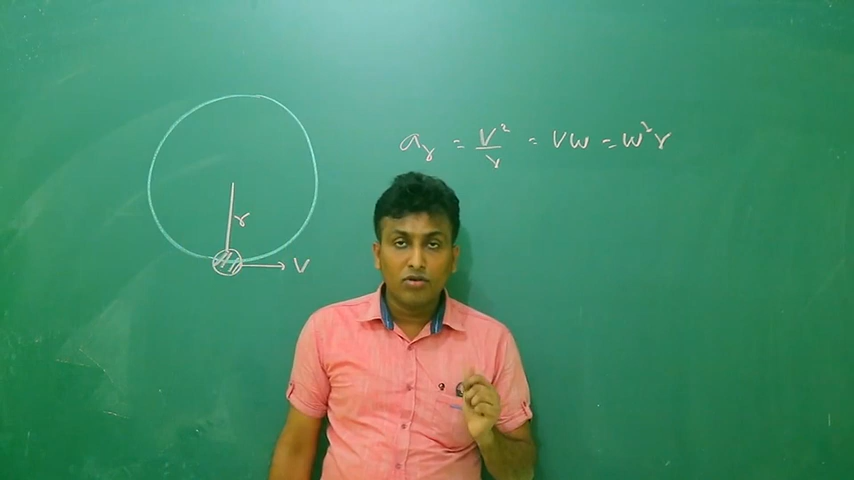 a_r = V²/r = Vω = ω²r
r
V